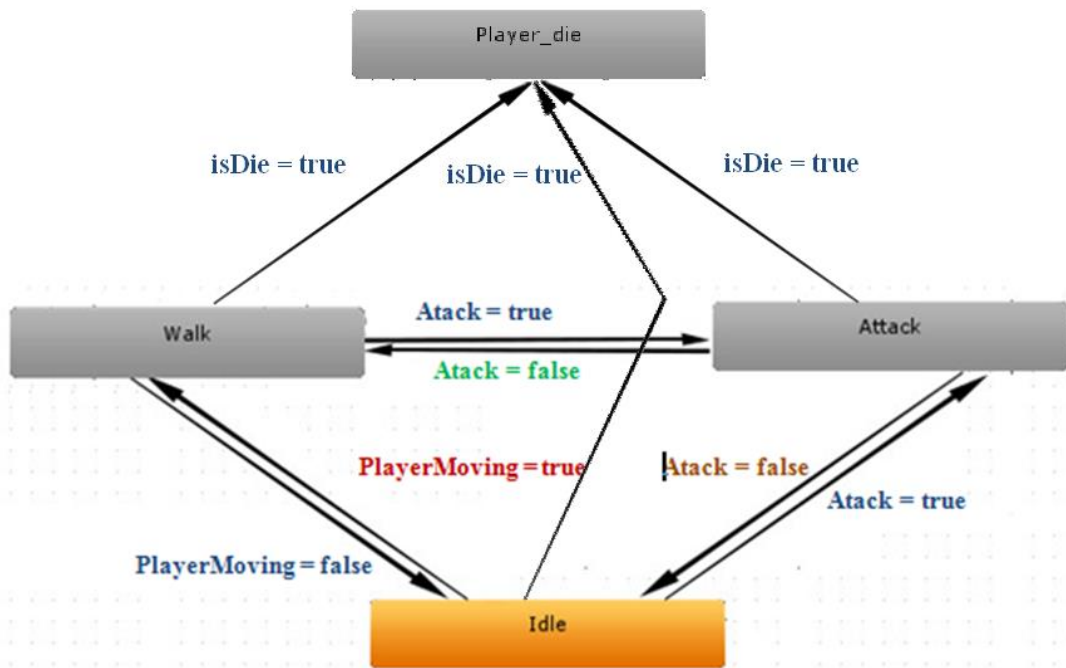 Player_die
isDie = true
isDie = true
isDie = true
Walk
Atack = true
Attack
Atack = false
PlayerMoving = true
Atack = false
Atack = true
PlayerMoving = false
Idle